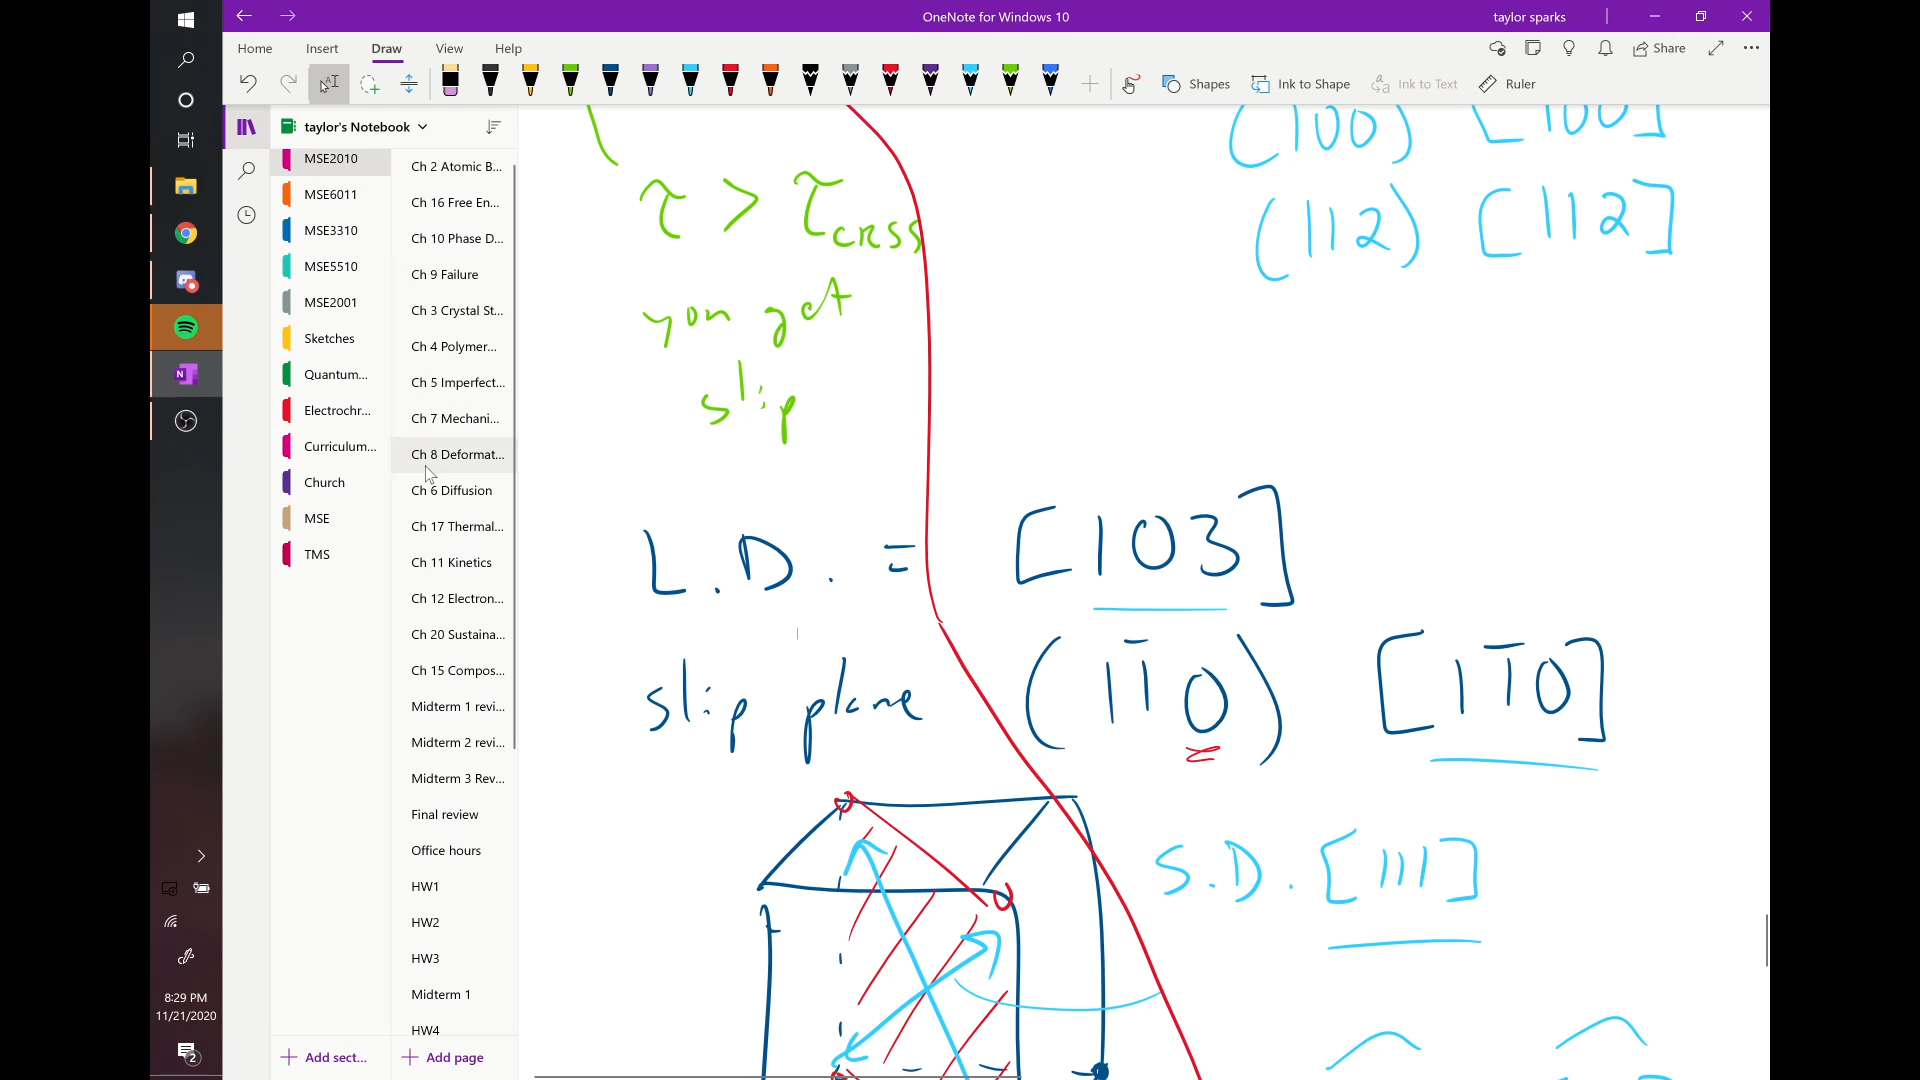 OneNote for Windows 10
taylor sparks
Home Insert Draw View Help
Share
Shapes Ink to Shape Ink to Text Ruler
taylor's Notebook
MSE2010
MSE6011
MSE3310
MSE5510
MSE2001
Sketches
Quantum...
Electrochr...
Curriculum...
Church
MSE
TMS
Add sect...
Ch 2 Atomic B...
Ch 16 Free En...
Ch 10 Phase D...
Ch 9 Failure
Ch 3 Crystal St...
Ch 4 Polymer...
Ch 5 Imperfect...
Ch 7 Mechani...
Ch 8 Deformat...
Ch 6 Diffusion
Ch 17 Thermal...
Ch 11 Kinetics
Ch 12 Electron...
Ch 20 Sustaina...
Ch 15 Compos...
Midterm 1 revi...
Midterm 2 revi...
Midterm 3 Rev...
Final review
Office hours
HW1
HW2
HW3
Midterm 1
HW4
Add page
(100) [100]
(112) [112]
τ > τCRSS
you get
slip
L.D. = [103]
slip plane (11̅0) [11̅0]
S.D. [111]
8:29 PM
11/21/2020
2